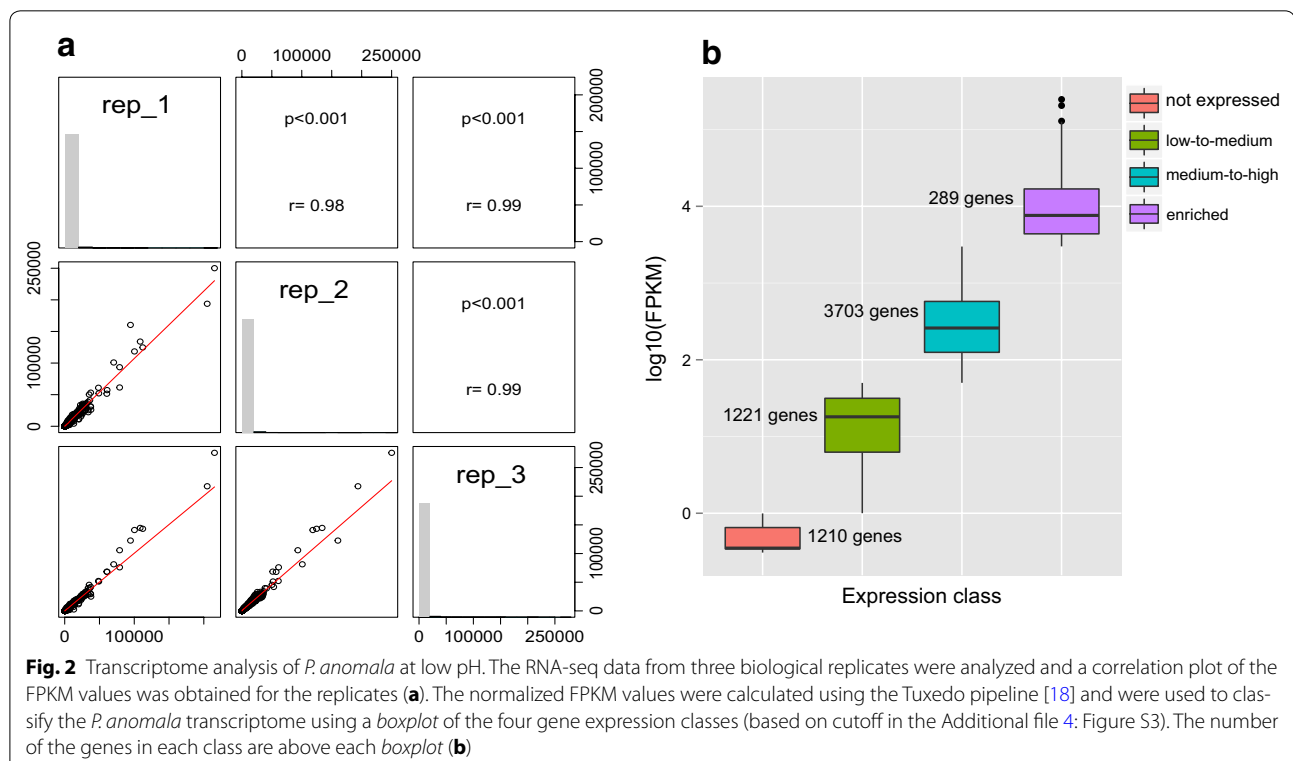 a
0 100000 250000
rep_1
p<0.001
r= 0.98
p<0.001
r= 0.99
0 100000 200000
0 100000 250000
rep_2
p<0.001
r= 0.99
rep_3
0 100000 250000
0 100000
0 100000 250000
b
log10(FPKM)
4
2
0
289 genes
3703 genes
1221 genes
1210 genes
Expression class
not expressed
low-to-medium
medium-to-high
enriched
Fig. 2 Transcriptome analysis of P. anomala at low pH. The RNA-seq data from three biological replicates were analyzed and a correlation plot of the
FPKM values was obtained for the replicates (a). The normalized FPKM values were calculated using the Tuxedo pipeline [18] and were used to clas-
sify the P. anomala transcriptome using a boxplot of the four gene expression classes (based on cutoff in the Additional file 4: Figure S3). The number
of the genes in each class are above each boxplot (b)